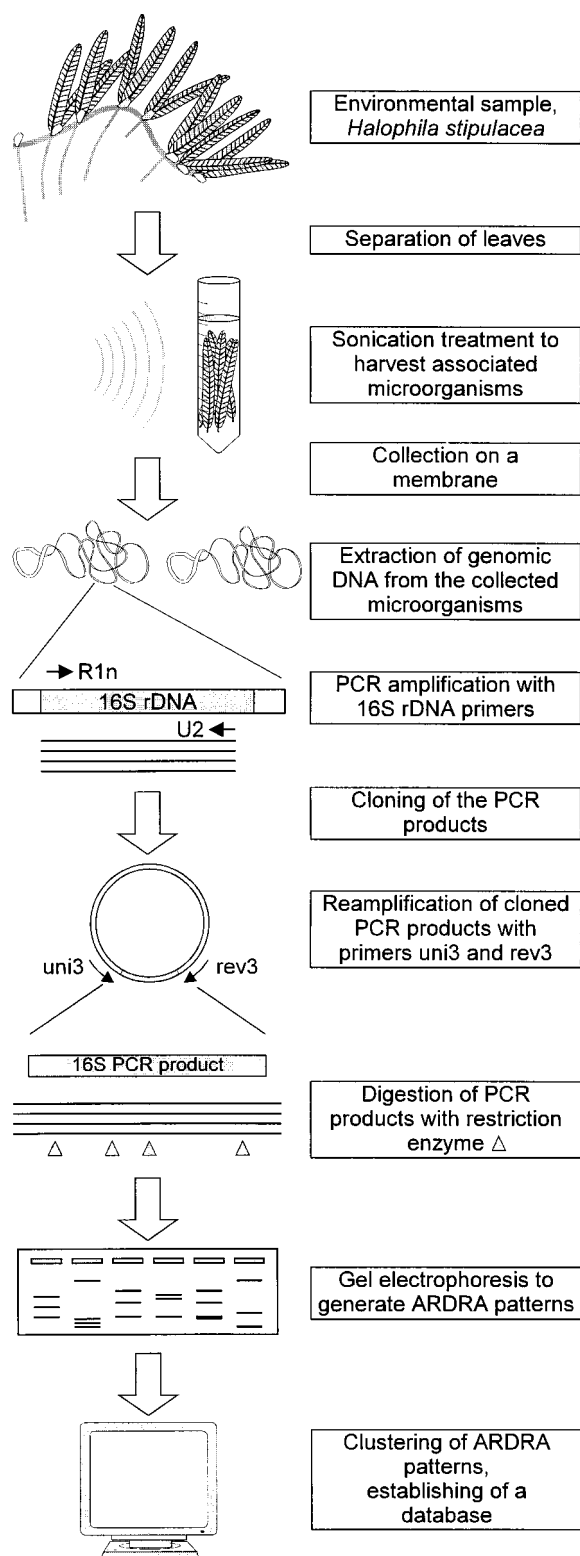 Environmental sample,
Halophila stipulacea
Separation of leaves
Sonication treatment to
harvest associated
microorganisms
Collection on a
membrane
Extraction of genomic
DNA from the collected
microorganisms
R1n
16S rDNA
U2
PCR amplification with
16S rDNA primers
Cloning of the PCR
products
Reamplification of cloned
PCR products with
primers uni3 and rev3
uni3
rev3
16S PCR product
Digestion of PCR
products with restriction
enzyme △
Gel electrophoresis to
generate ARDRA patterns
Clustering of ARDRA
patterns,
establishing of a
database